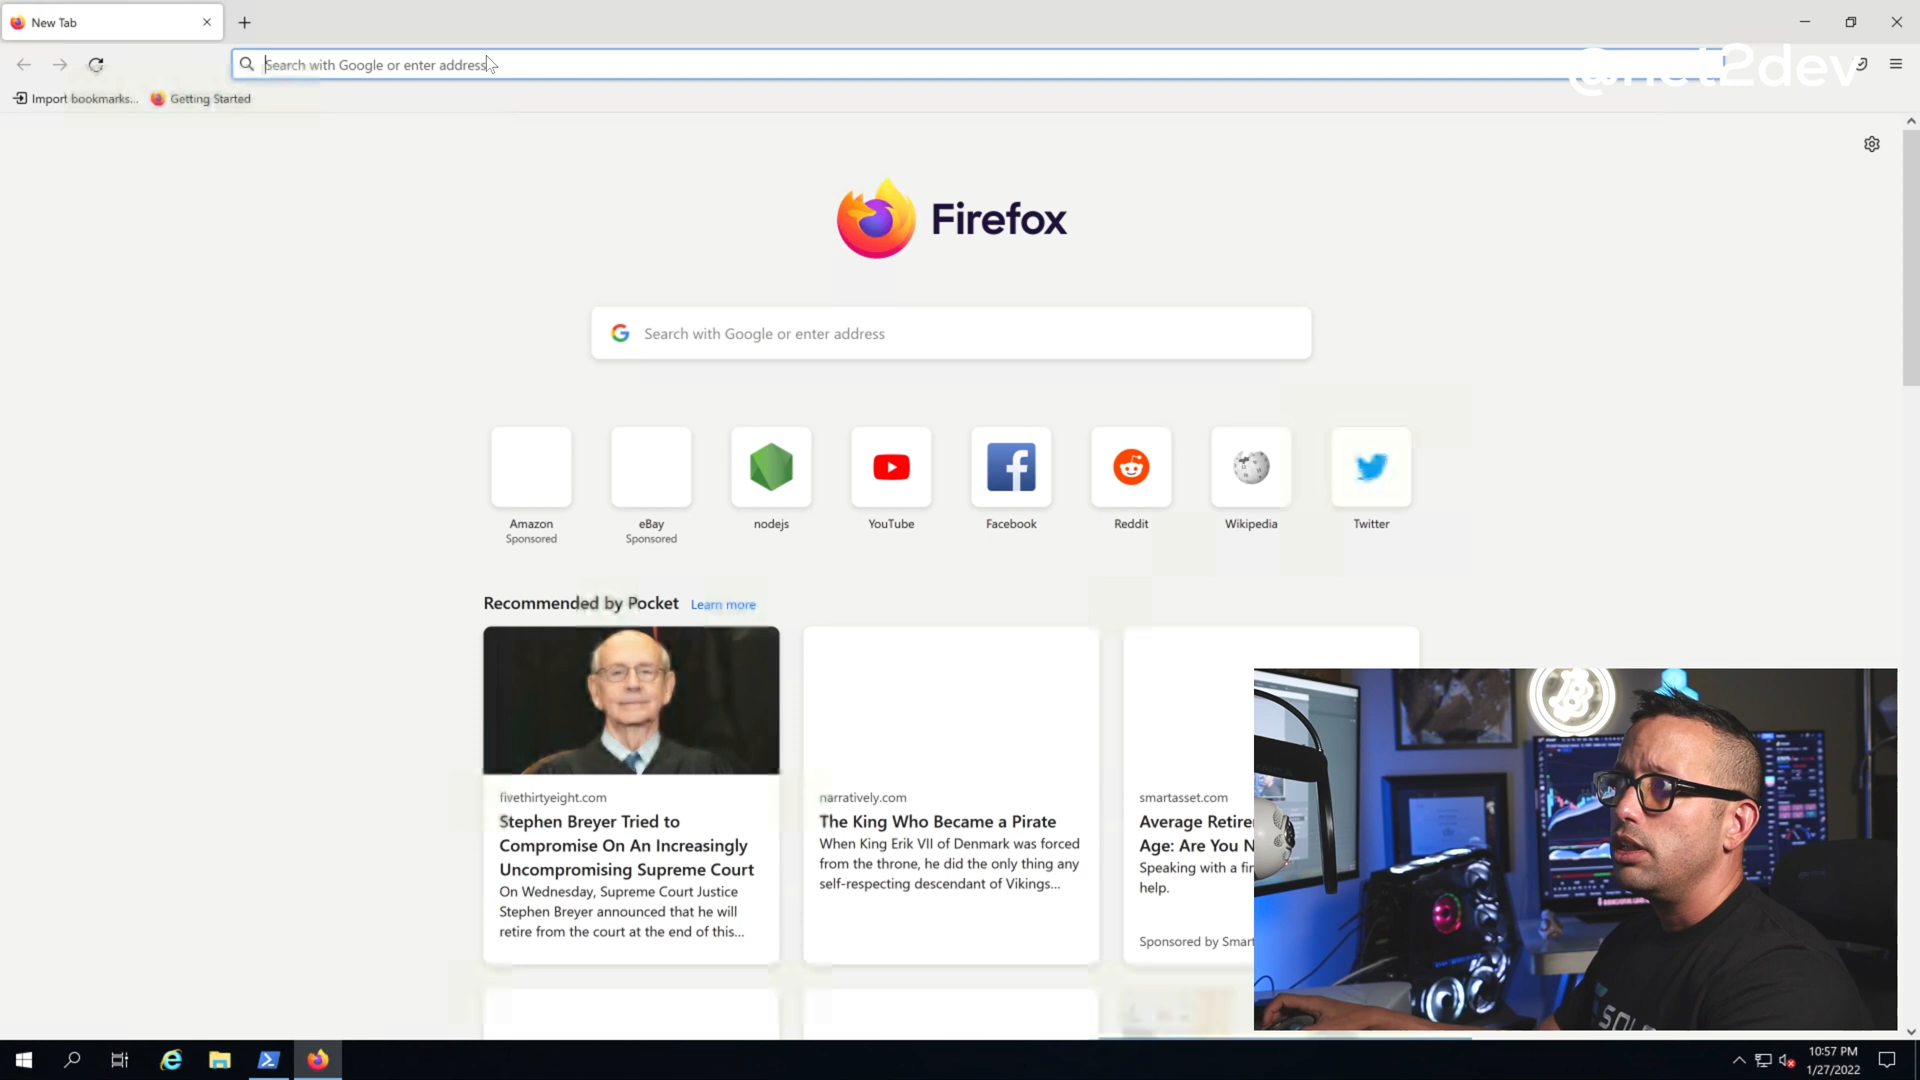 New Tab
Search with Google or enter address
@net2dev
Import bookmarks...
Getting Started
Firefox
Search with Google or enter address
Amazon
Sponsored
eBay
Sponsored
nodejs
YouTube
Facebook
Reddit
Wikipedia
Twitter
Recommended by Pocket
Learn more
fivethirtyeight.com
Stephen Breyer Tried to
Compromise On An Increasingly
Uncompromising Supreme Court
On Wednesday, Supreme Court Justice
Stephen Breyer announced that he will
retire from the court at the end of this...
narratively.com
The King Who Became a Pirate
When King Erik VII of Denmark was forced
from the throne, he did the only thing any
self-respecting descendant of Vikings...
smartasset.com
Average Retire
Age: Are You N
Speaking with a fin
help.
Sponsored by Smart
10:57 PM
1/27/2022